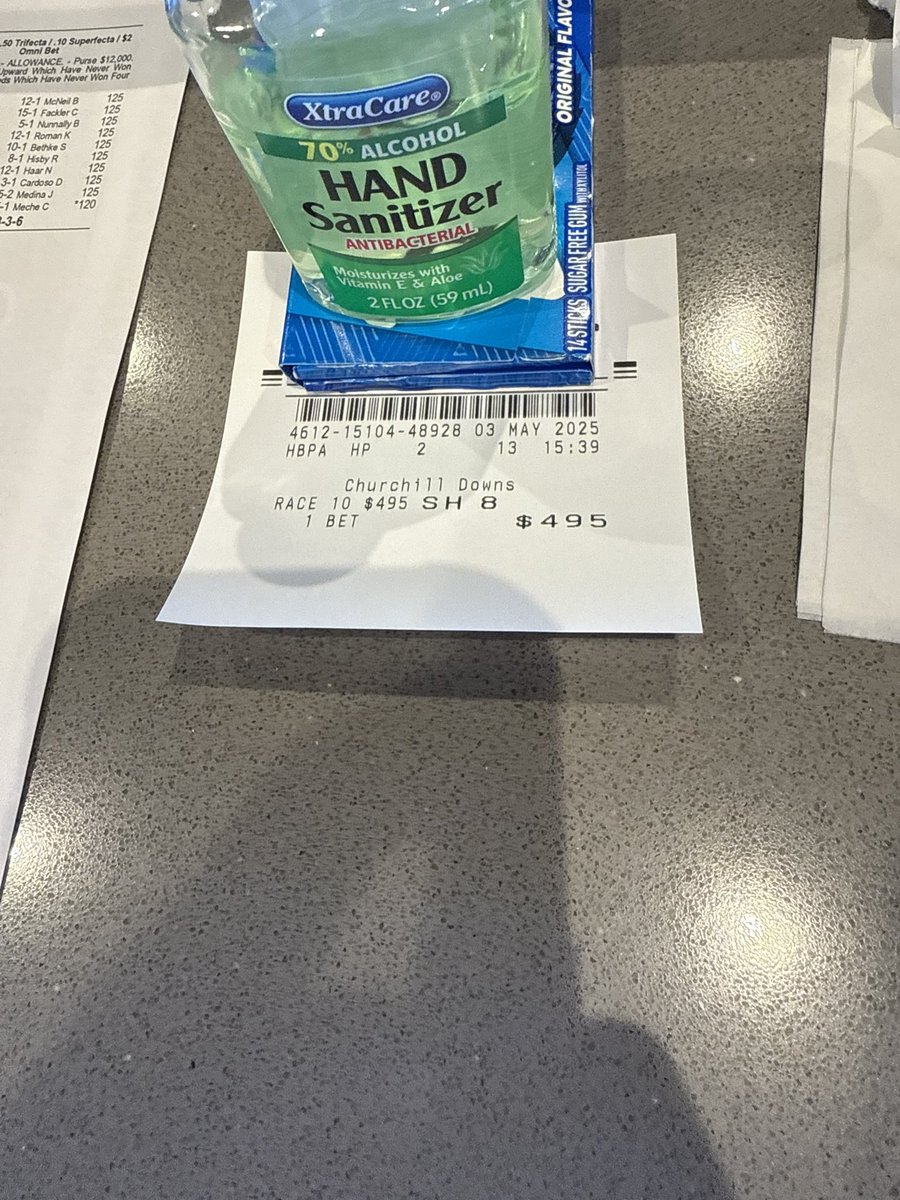 .50 Trifecta / .10 Superfecta / $2
Omni Bet
- ALLOWANCE. - Purse $12,000.
Upward Which Have Never Won
Which Have Never Won Four
12-1 McNeil B 125
15-1 Fackler C 125
5-1 Nunnally B 125
12-1 Roman K 125
10-1 Bethke S 125
8-1 Hisby R 125
12-1 Haar N 125
3-1 Cardoso D 125
5-2 Medina J 125
-1 Meche C *120
-3-6
XtraCare®
70% ALCOHOL
HAND
Sanitizer
ANTIBACTERIAL
Moisturizes with
Vitamin E & Aloe
2 FL OZ (59 mL)
ORIGINAL FLAVO
14 STICKS SUGAR FREE GUM WITH XYLITOL
4612-15104-48928 03 MAY 2025
HBPA HP 2 13 15:39
Churchill Downs
RACE 10 $495 SH 8
1 BET $495